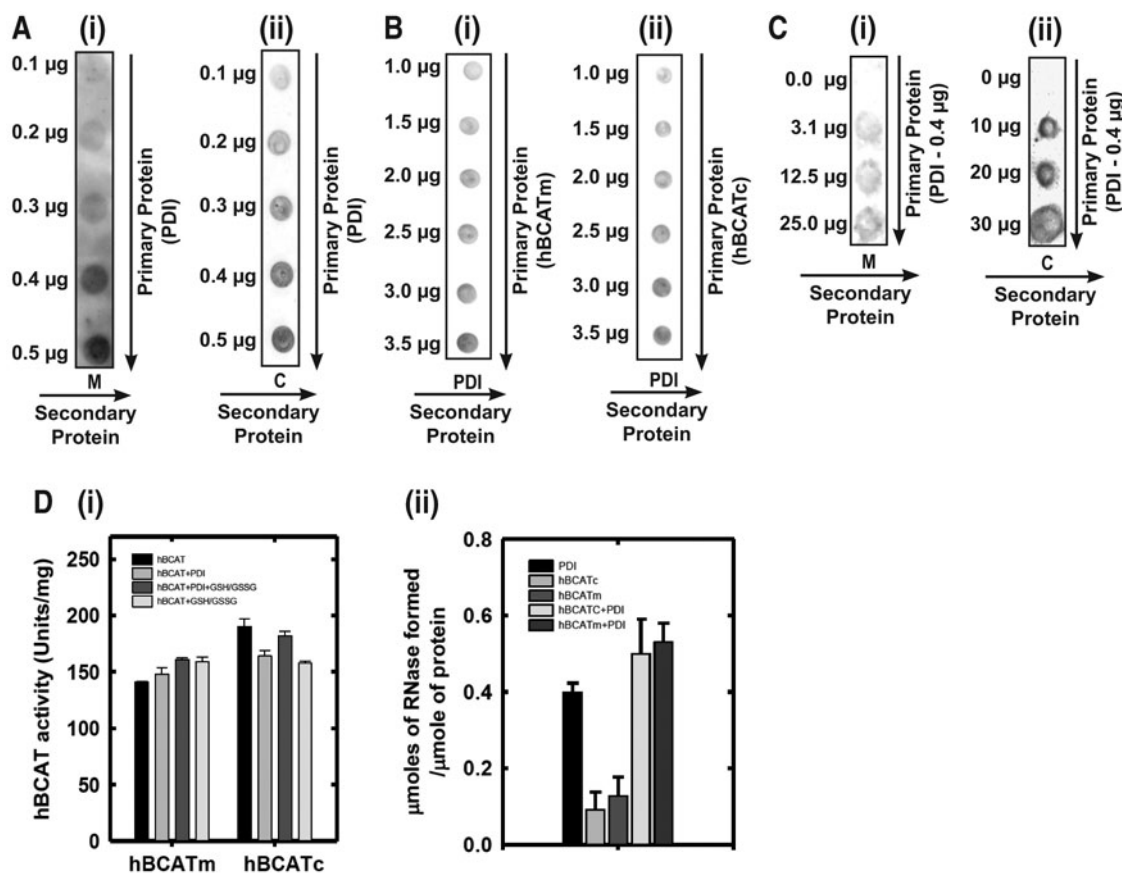 A (i) (ii) B (i) (ii) C (i) (ii)
0.1 µg
0.2 µg
0.3 µg
0.4 µg
0.5 µg
Primary Protein
(PDI)
M
Secondary
Protein
0.1 µg
0.2 µg
0.3 µg
0.4 µg
0.5 µg
Primary Protein
(PDI)
C
Secondary
Protein
1.0 µg
1.5 µg
2.0 µg
2.5 µg
3.0 µg
3.5 µg
Primary Protein
(hBCATm)
PDI
Secondary
Protein
1.0 µg
1.5 µg
2.0 µg
2.5 µg
3.0 µg
3.5 µg
Primary Protein
(hBCATc)
PDI
Secondary
Protein
0.0 µg
3.1 µg
12.5 µg
25.0 µg
Primary Protein
(PDI - 0.4 µg)
M
Secondary
Protein
0 µg
10 µg
20 µg
30 µg
Primary Protein
(PDI - 0.4 µg)
C
Secondary
Protein
D (i)
hBCAT activity (Units/mg)
250
200
150
100
50
0
hBCAT
hBCAT+PDI
hBCAT+PDI+GSH/GSSG
hBCAT+GSH/GSSG
hBCATm hBCATc
(ii)
µmoles of RNase formed
/µmole of protein
0.8
0.6
0.4
0.2
0.0
PDI
hBCATc
hBCATm
hBCATC+PDI
hBCATm+PDI